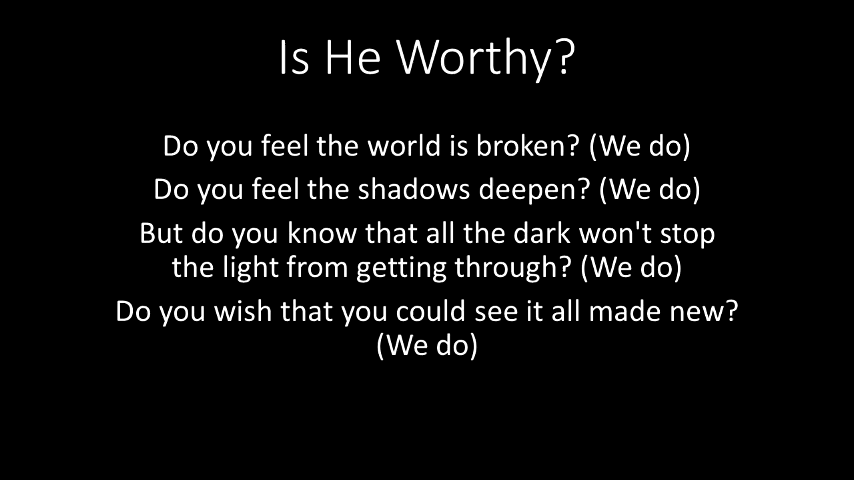 Is He Worthy?
Do you feel the world is broken? (We do)
Do you feel the shadows deepen? (We do)
But do you know that all the dark won't stop
the light from getting through? (We do)
Do you wish that you could see it all made new?
(We do)